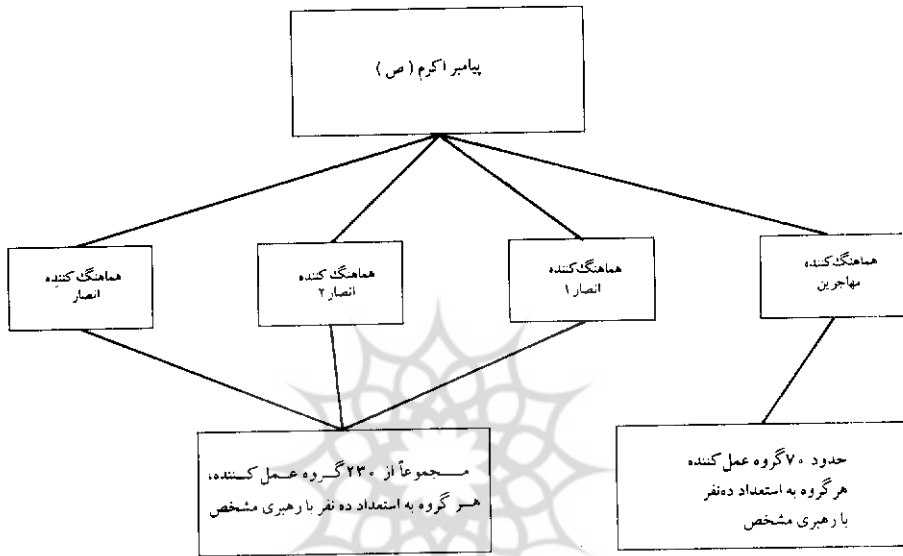 پیامبر اکرم ( ص )
هماهنگ‌کننده
مهاجرین
هماهنگ‌کننده
انصار ۱
هماهنگ‌کننده
انصار ۲
هماهنگ‌کننده
انصار
حدود ۷۰ گروه عمل کننده
هر گروه به استعداد ده نفر
با رهبری مشخص
مجموعاً از ۲۳۰ گروه عمل کننده،
هر گروه به استعداد ده نفر با رهبری مشخص